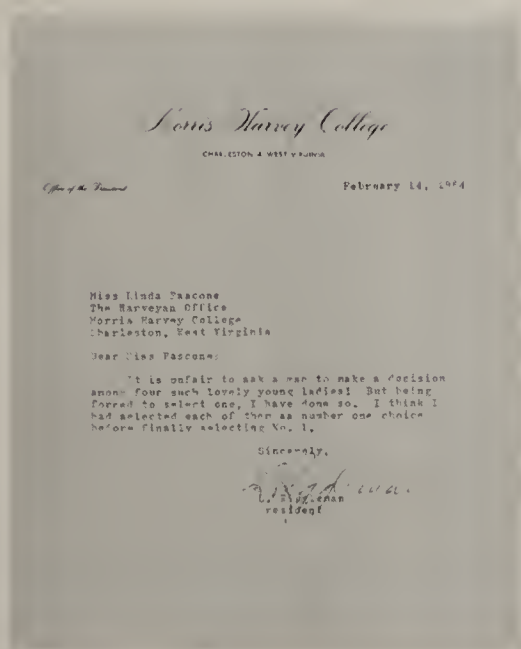 Morris Harvey College
CHARLESTON 4, WEST VIRGINIA
Office of the President
February 14, 1964
Miss Linda Pascone
The Harveyan Office
Morris Harvey College
Charleston, West Virginia
Dear Miss Pascone:
It is unfair to ask a man to make a decision
among four such lovely young ladies! But being
forced to select one, I have done so. I think I
had selected each of them as number one choice
before finally selecting No. 1.
Sincerely,
resident